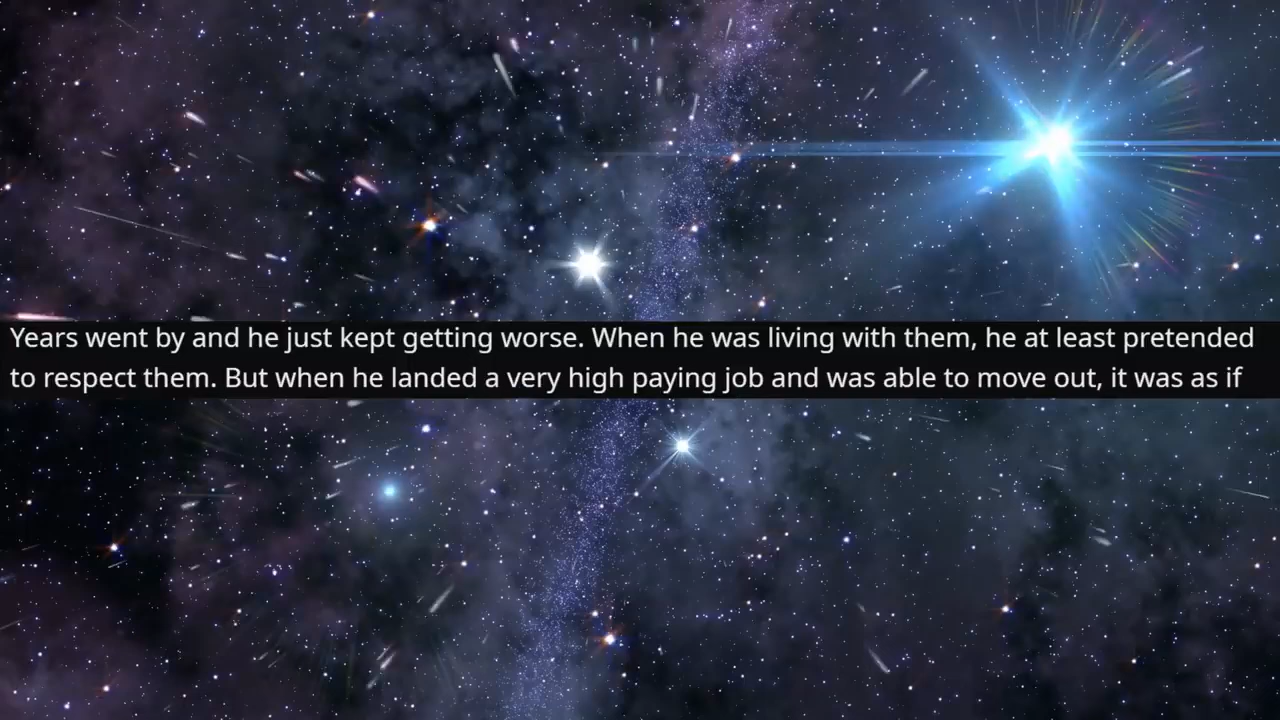 Years went by and he just kept getting worse. When he was living with them, he at least pretended
to respect them. But when he landed a very high paying job and was able to move out, it was as if